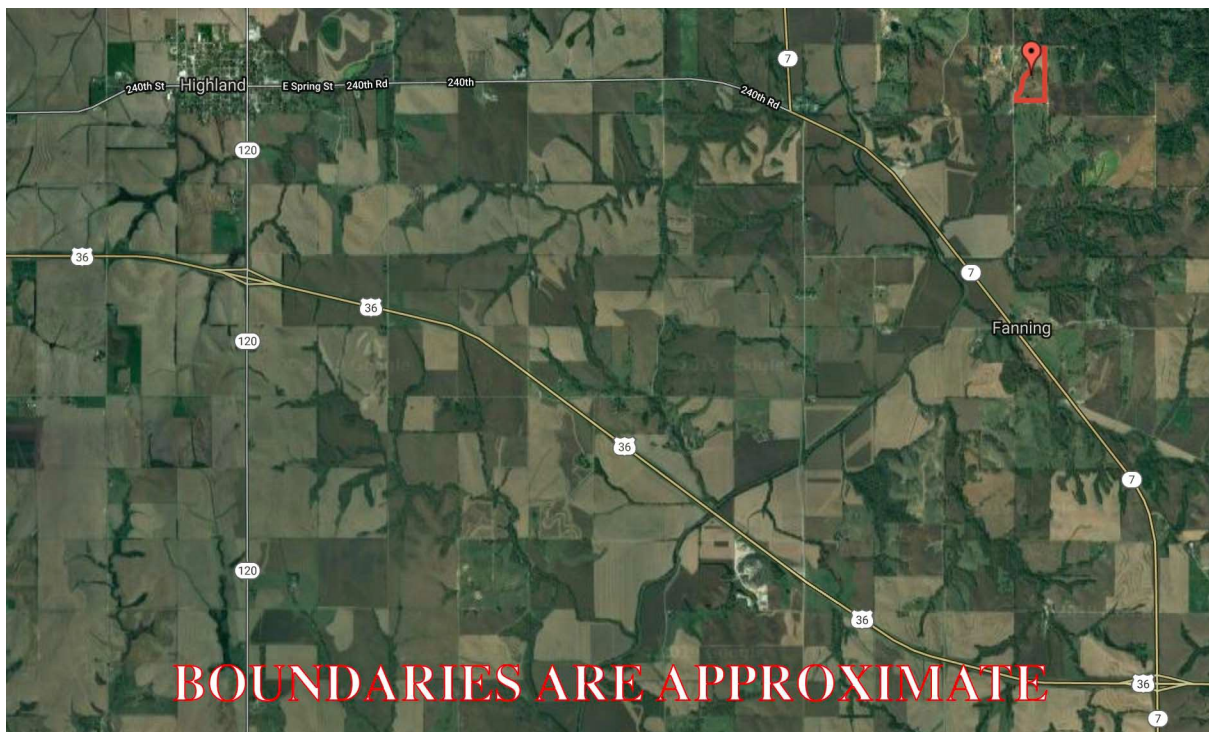 7
240th St
Highland
E Spring St
240th Rd
240th
240th Rd
120
36
7
36
Fanning
120
36
7
120
36
BOUNDARIES ARE APPROXIMATE
36
7